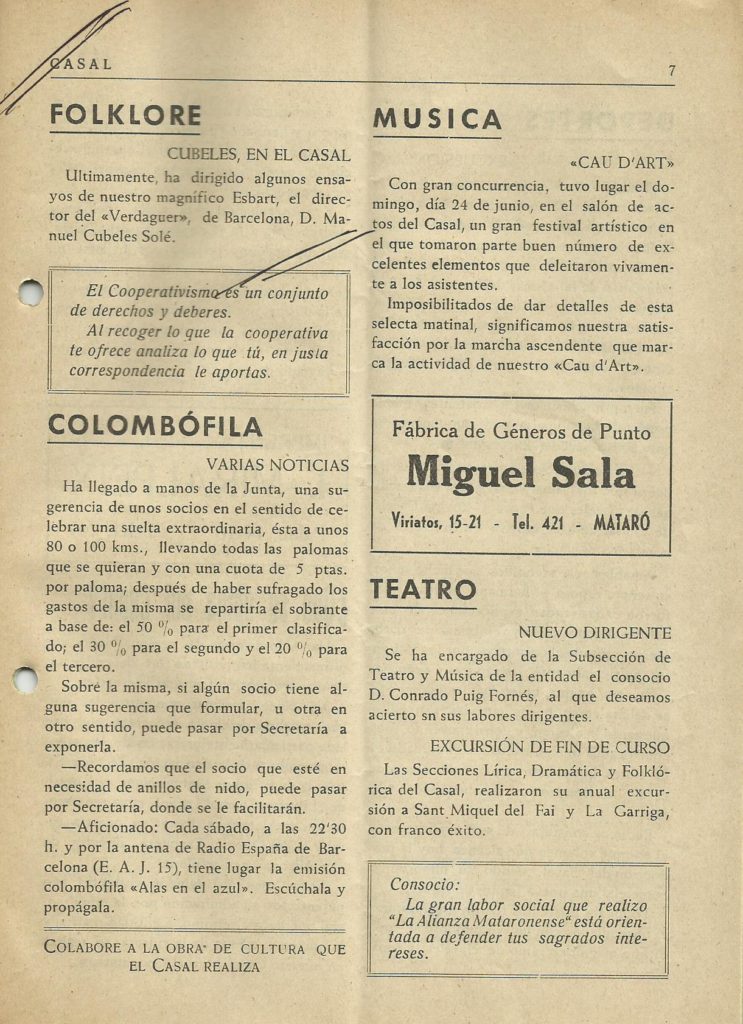 CASAL
7
FOLKLORE
CUBELES, EN EL CASAL
Ultimamente, ha dirigido algunos ensa-
yos de nuestro magnífico Esbart, el direc-
tor del «Verdaguer», de Barcelona, D. Ma-
nuel Cubeles Solé.
El Cooperativismo es un conjunto
de derechos y deberes.
Al recoger lo que la cooperativa
te ofrece analiza lo que tú, en justa
correspondencia le aportas.
COLOMBÓFILA
VARIAS NOTICIAS
Ha llegado a manos de la Junta, una su-
gerencia de unos socios en el sentido de ce-
lebrar una suelta extraordinaria, ésta a unos
80 o 100 kms., llevando todas las palomas
que se quieran y con una cuota de 5 ptas.
por paloma; después de haber sufragado los
gastos de la misma se repartiría el sobrante
a base de: el 50 % para el primer clasifica-
do; el 30 % para el segundo y el 20 % para
el tercero.
Sobre la misma, si algún socio tiene al-
guna sugerencia que formular, u otra en
otro sentido, puede pasar por Secretaría a
exponerla.
—Recordamos que el socio que esté en
necesidad de anillos de nido, puede pasar
por Secretaría, donde se le facilitarán.
—Aficionado: Cada sábado, a las 22'30
h. y por la antena de Radio España de Bar-
celona (E. A. J. 15), tiene lugar la emisión
colombófila «Alas en el azul». Escúchala y
propágala.
COLABORE A LA OBRA DE CULTURA QUE
EL CASAL REALIZA
MUSICA
«CAU D'ART»
Con gran concurrencia, tuvo lugar el do-
mingo, día 24 de junio, en el salón de ac-
tos del Casal, un gran festival artístico en
el que tomaron parte buen número de ex-
celentes elementos que deleitaron vivamen-
te a los asistentes.
Imposibilitados de dar detalles de esta
selecta matinal, significamos nuestra satis-
facción por la marcha ascendente que mar-
ca la actividad de nuestro «Cau d'Art».
Fábrica de Géneros de Punto
Miguel Sala
Viriatos, 15-21 - Tel. 421 - MATARÓ
TEATRO
NUEVO DIRIGENTE
Se ha encargado de la Subsección de
Teatro y Música de la entidad el consocio
D. Conrado Puig Fornés, al que deseamos
acierto sn sus labores dirigentes.
EXCURSIÓN DE FIN DE CURSO
Las Secciones Lírica, Dramática y Folkló-
rica del Casal, realizaron su anual excur-
sión a Sant Miquel del Fai y La Garriga,
con franco éxito.
Consocio:
La gran labor social que realizo
"La Alianza Mataronense" está orien-
tada a defender tus sagrados inte-
reses.